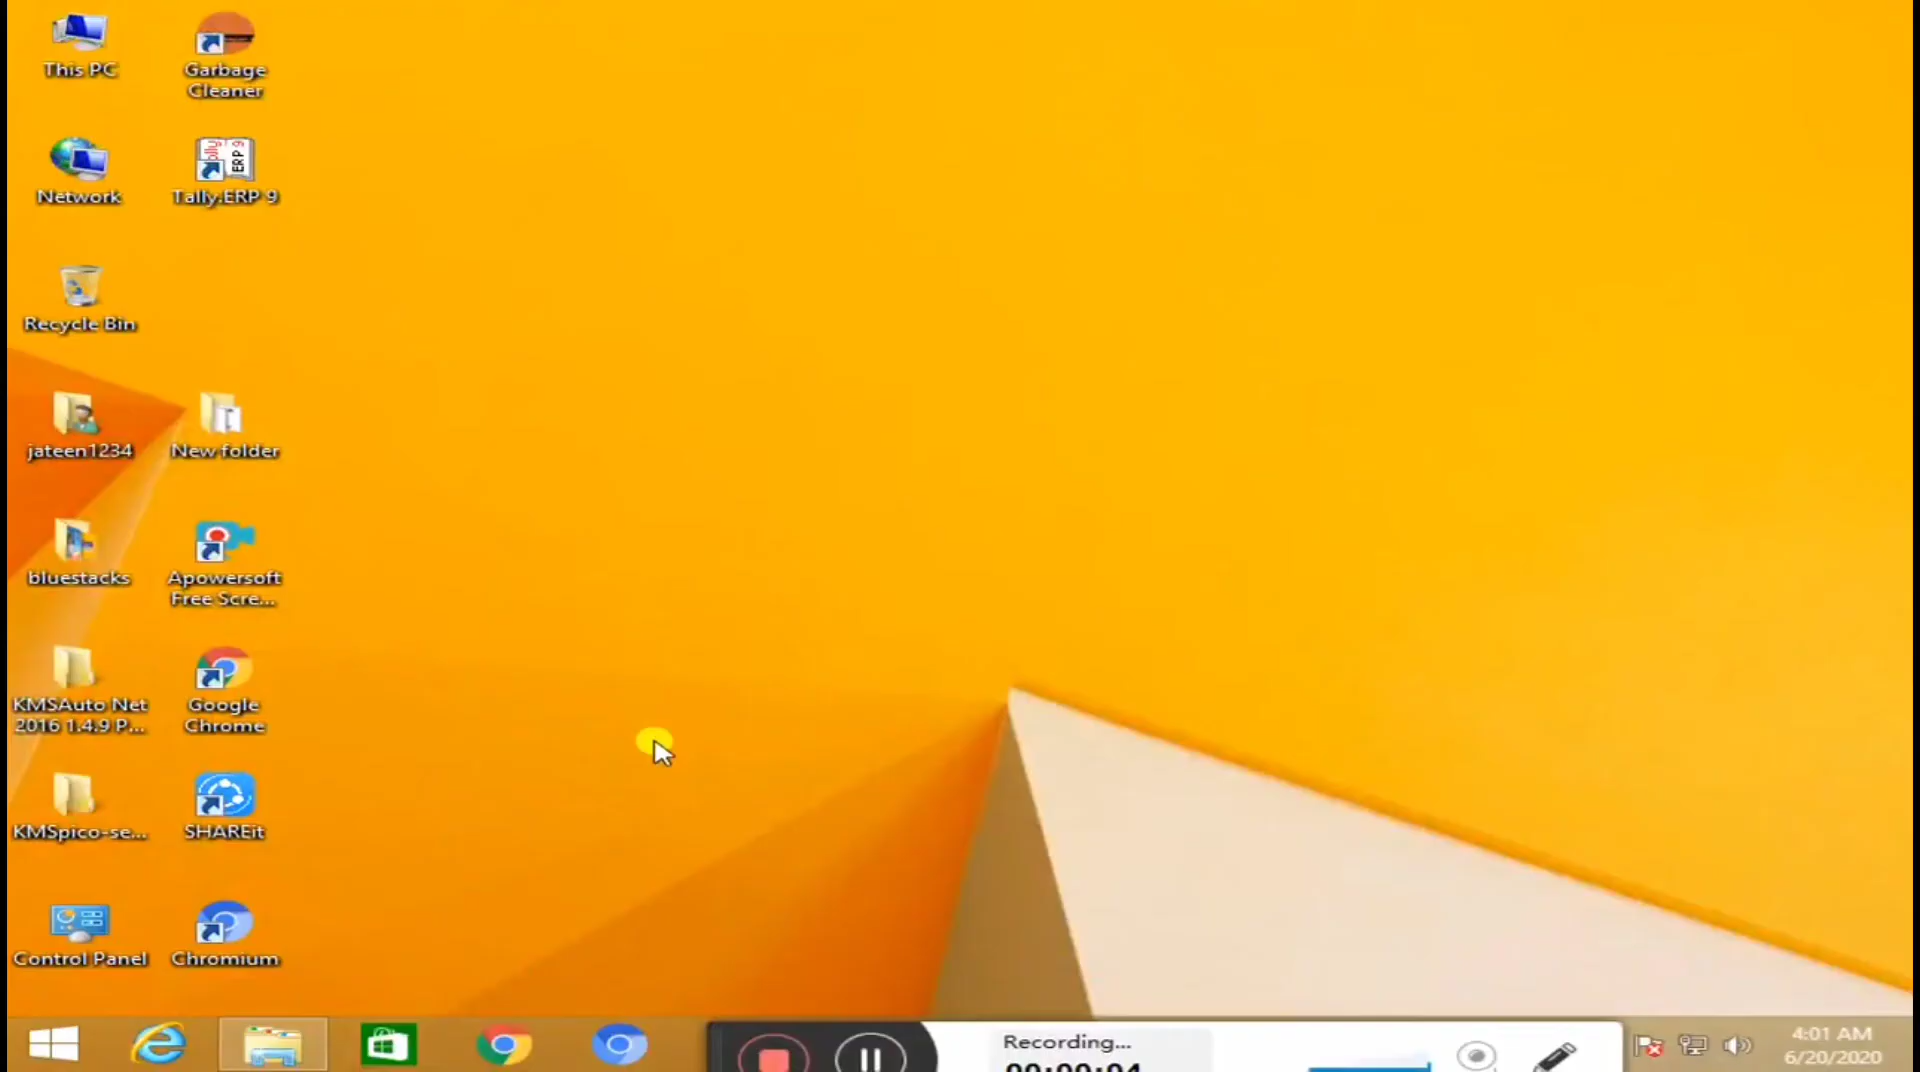 This PC
Garbage
Cleaner
Network
Tally.ERP 9
Recycle Bin
jateen1234
New folder
bluestacks
Apowersoft
Free Scre...
KMSAuto Net
2016 1.4.9 P...
Google
Chrome
KMSpico-se...
SHAREit
Control Panel
Chromium
Recording...
00:00:04
4:01 AM
6/20/2020